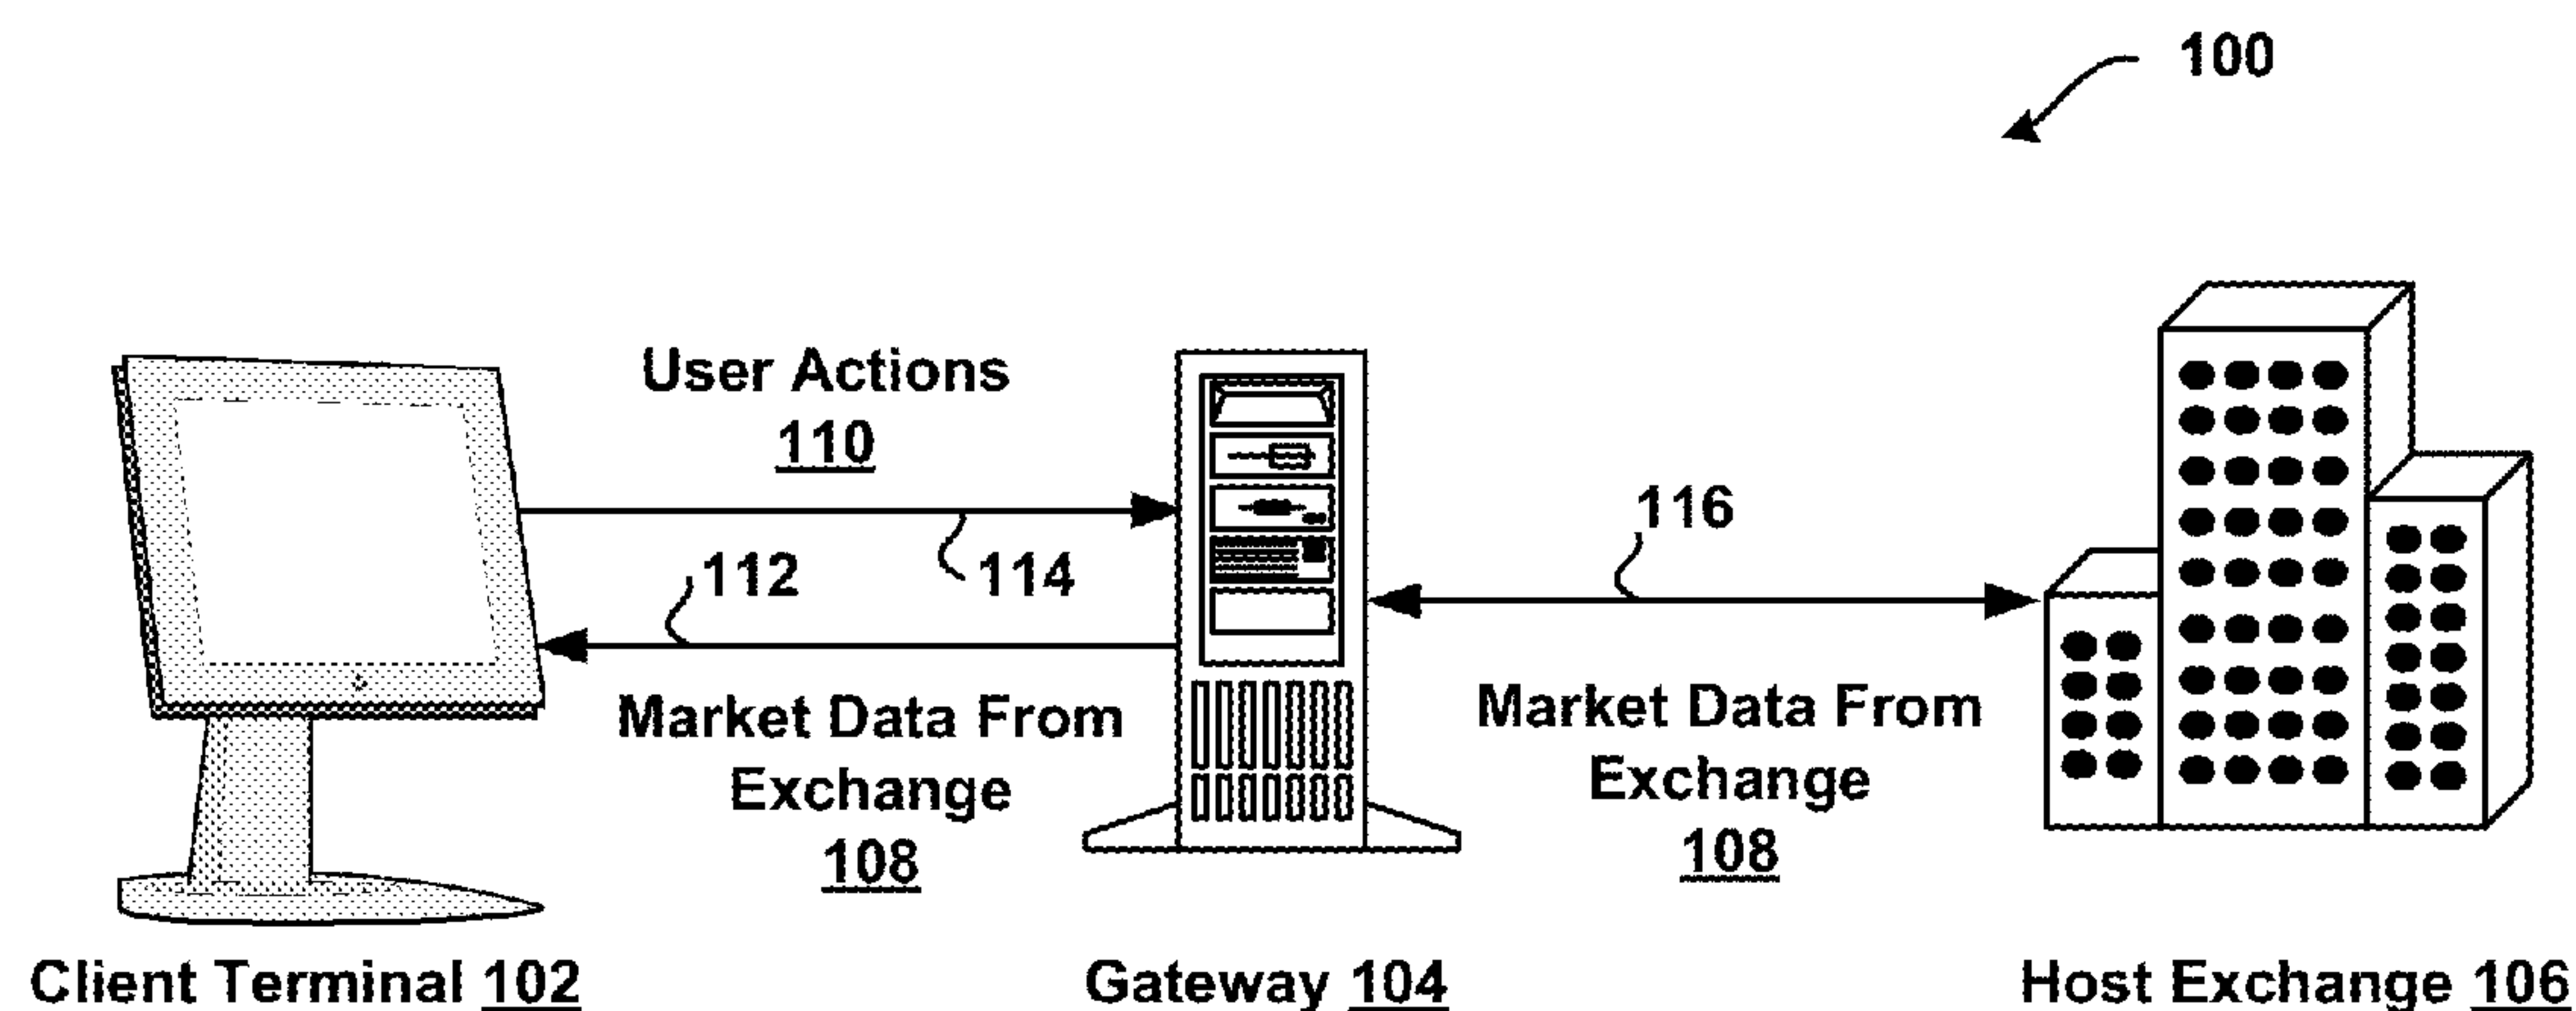 100
User Actions
110
114
112
116
Market Data From
Exchange
108
Market Data From
Exchange
108
Client Terminal 102
Gateway 104
Host Exchange 106